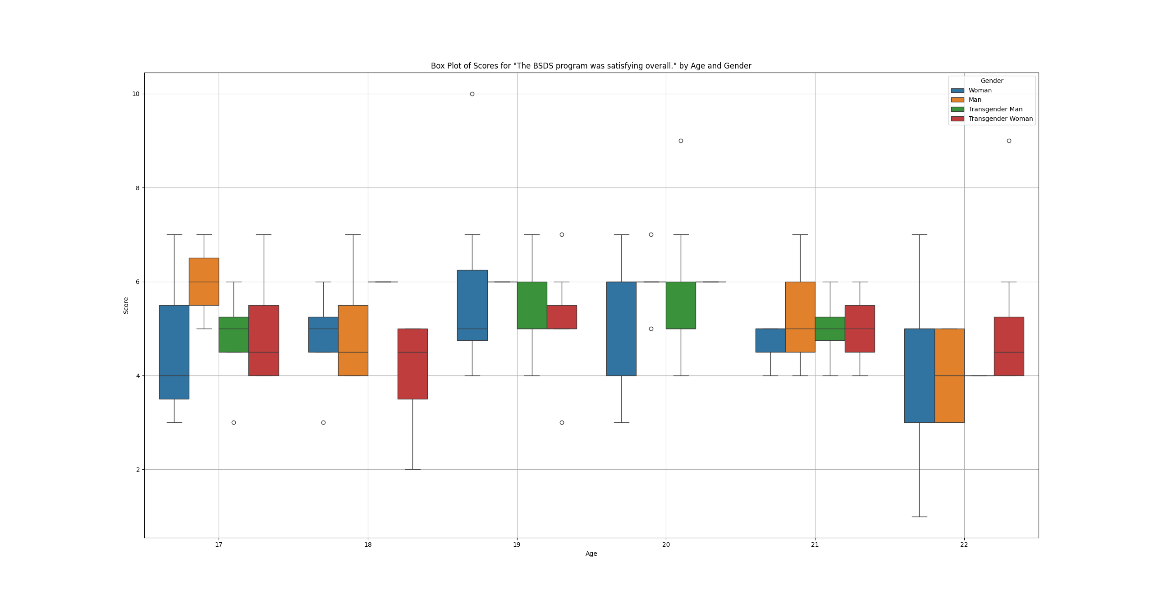 Box Plot of Scores for "The BSDS program was satisfying overall." by Age and Gender
Gender
Woman
Man
Transgender Man
Transgender Woman
10
8
6
4
2
Score
17 18 19 20 21 22
Age